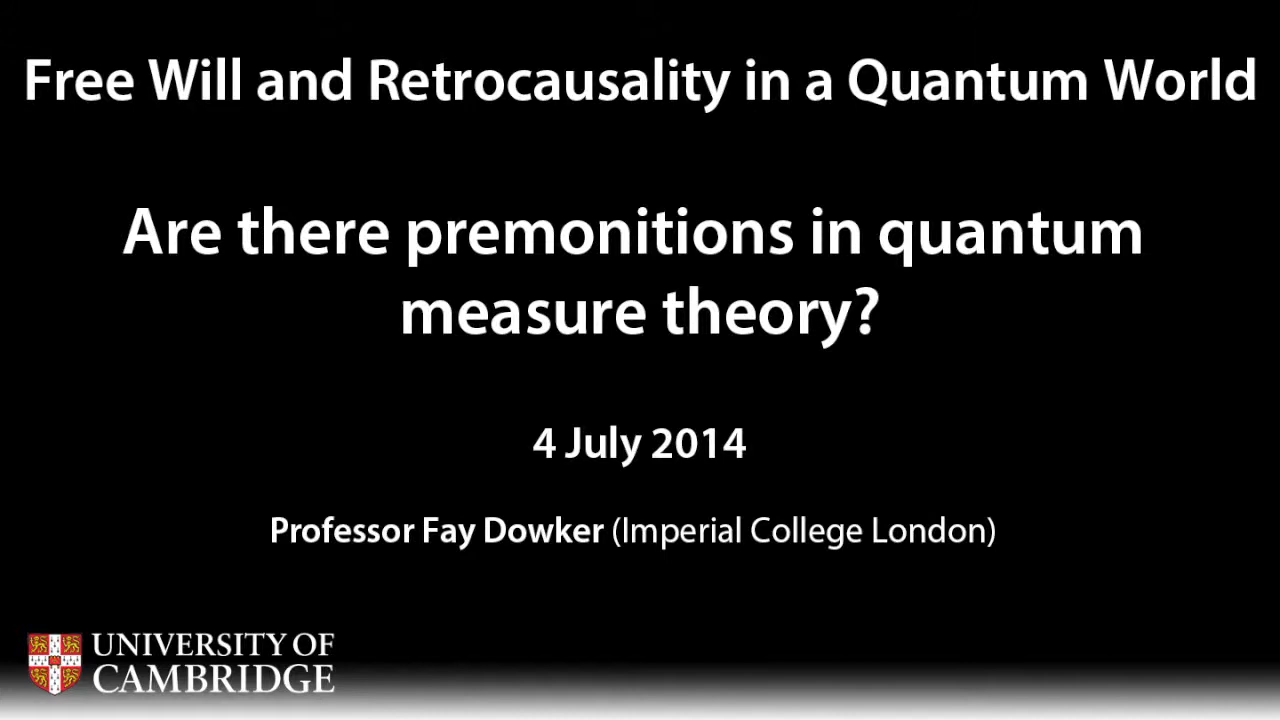 Free Will and Retrocausality in a Quantum World
Are there premonitions in quantum
measure theory?
4 July 2014
Professor Fay Dowker (Imperial College London)
UNIVERSITY OF
CAMBRIDGE